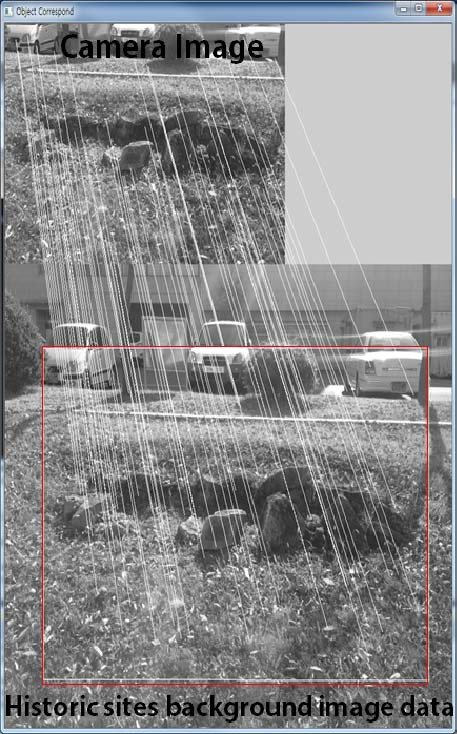 Object Correspond
Camera Image
Historic sites background image data